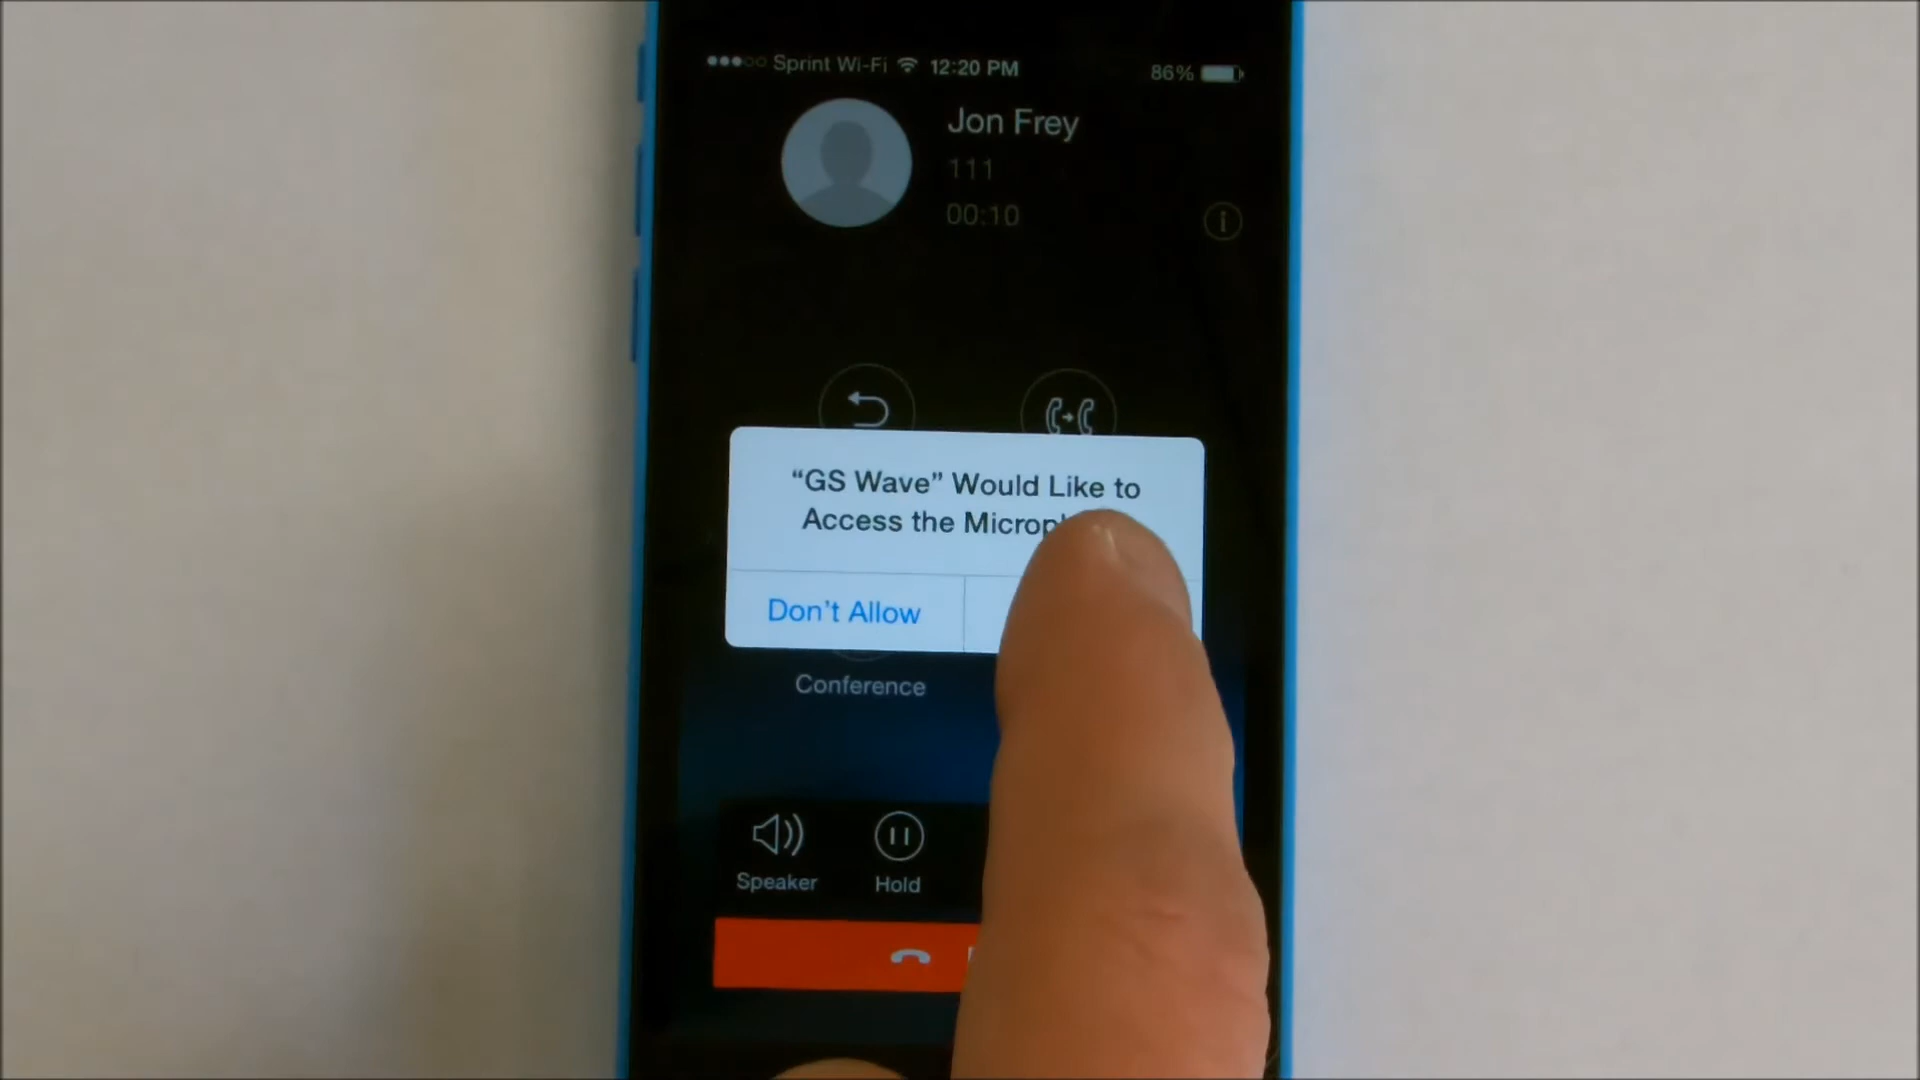 Sprint Wi-Fi 12:20 PM 86%
Jon Frey
111
00:10
“GS Wave” Would Like to
Access the
Don’t Allow
Conference
Speaker Hold